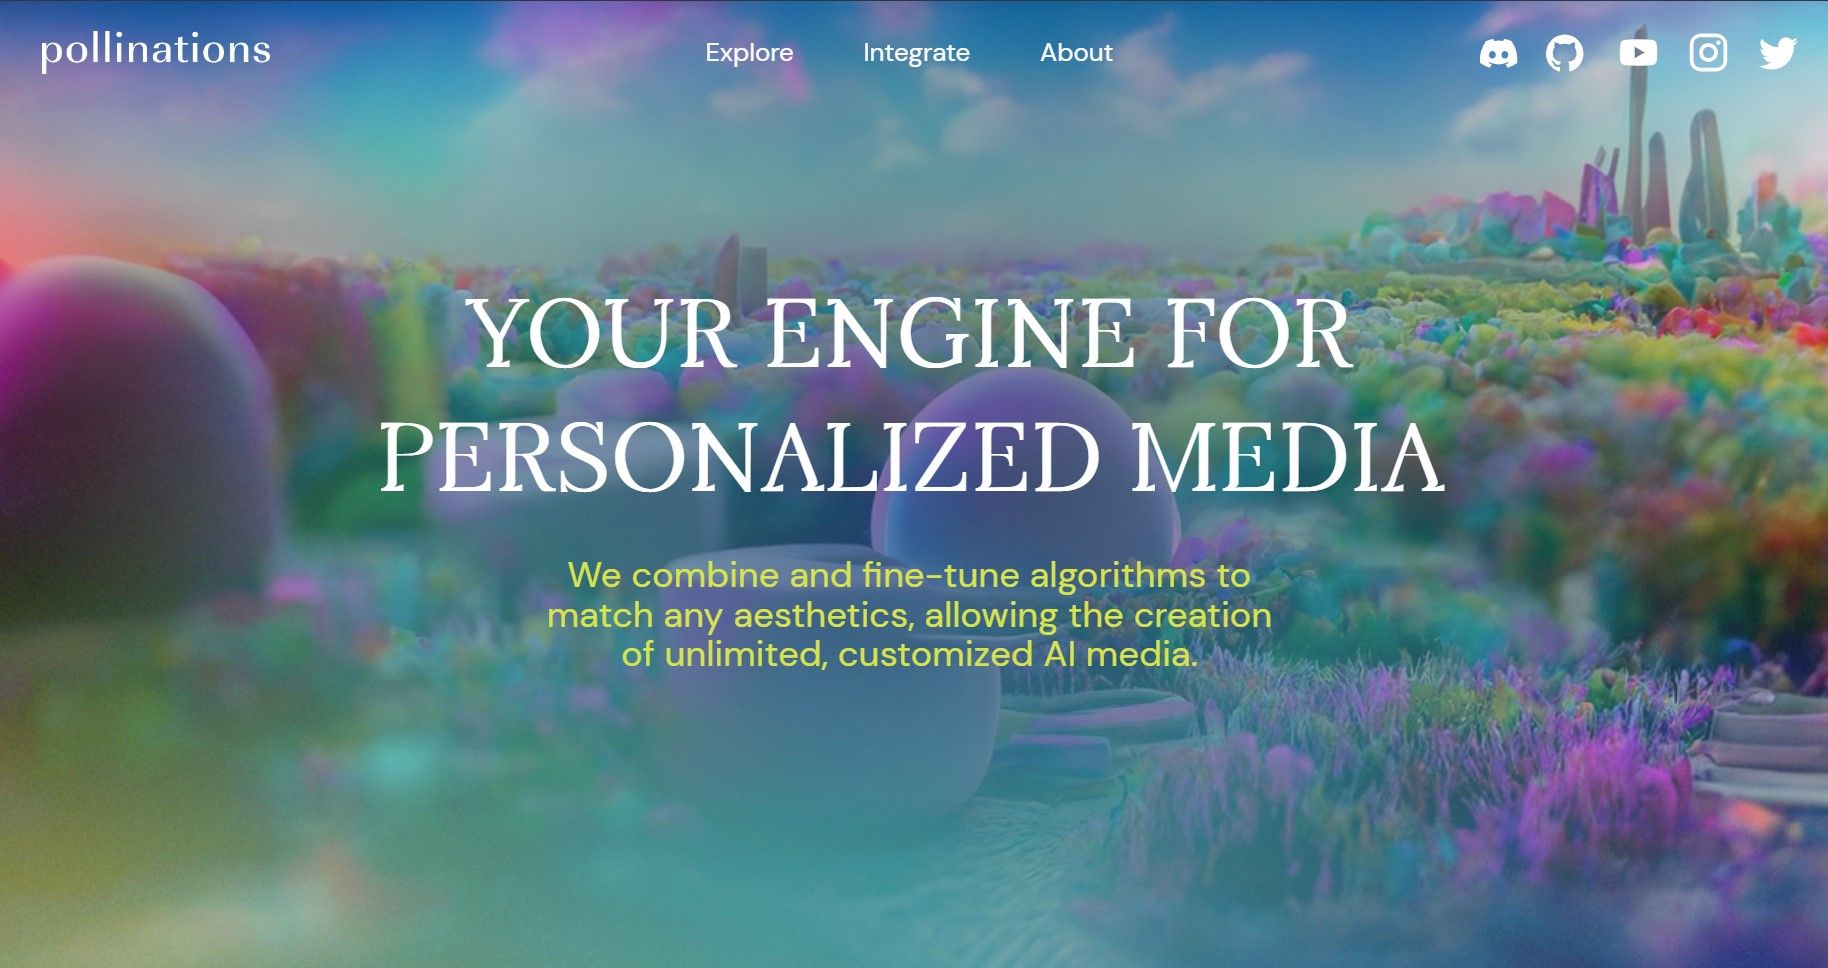 pollinations
Explore
Integrate
About
YOUR ENGINE FOR
PERSONALIZED MEDIA
We combine and fine-tune algorithms to
match any aesthetics, allowing the creation
of unlimited, customized AI media.